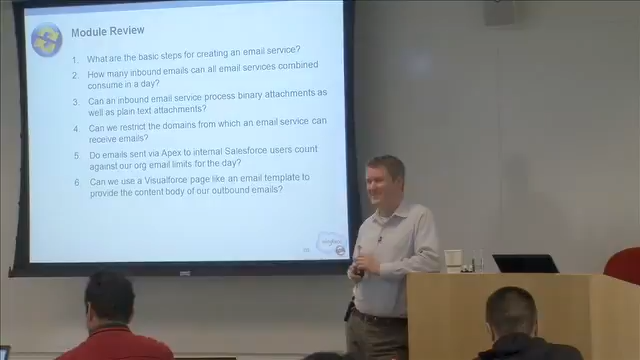 Module Review
1. What are the basic steps for creating an email service?
2. How many inbound emails can all email services combined
consume in a day?
3. Can an inbound email service process binary attachments as
well as plain text attachments?
4. Can we restrict the domains from which an email service can
receive emails?
5. Do emails sent via Apex to internal Salesforce users count
against our org email limits for the day?
6. Can we use a Visualforce page like an email template to
provide the content body of our outbound emails?